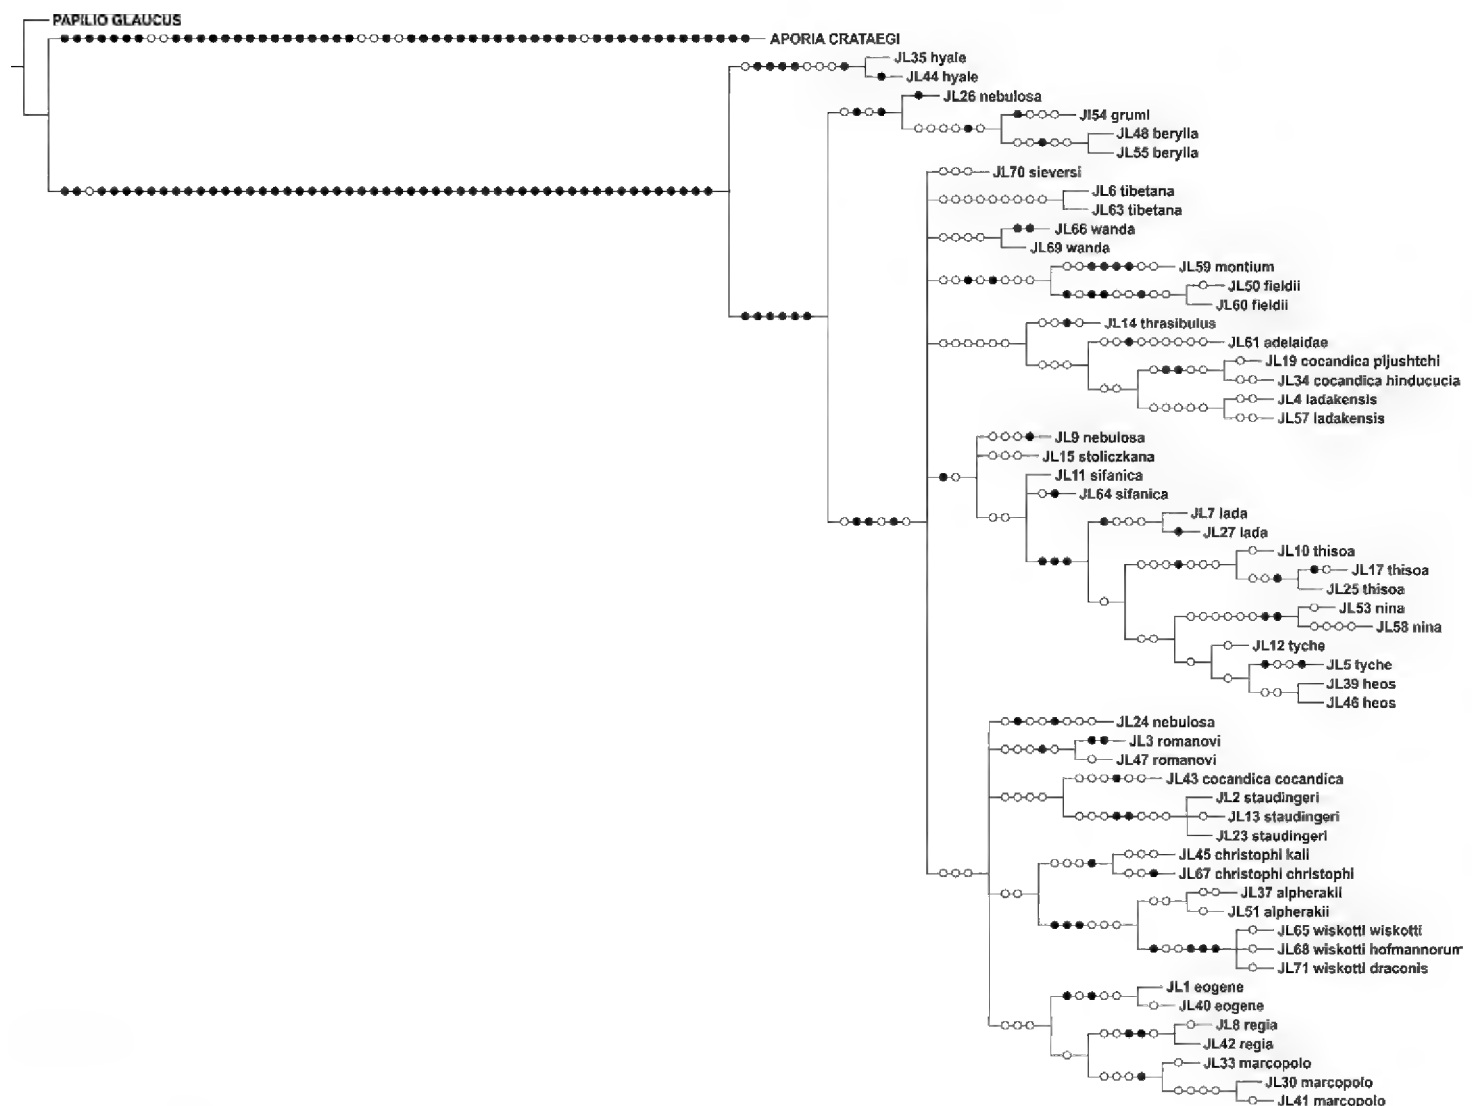 PAPILIO GLAUCUS
APORIA CRATAEGI
JL35 hyale
JL44 hyale
JL26 nebulosa
Jl54 grumi
JL48 berylla
JL55 berylla
JL70 sieversi
JL6 tibetana
JL63 tibetana
JL66 wanda
JL69 wanda
JL59 montium
JL50 fieldii
JL60 fieldii
JL14 thrasibulus
JL61 adelaidae
JL19 cocandica pljushtchi
JL34 cocandica hinducucia
JL4 ladakensis
JL57 ladakensis
JL9 nebulosa
JL15 stoliczkana
JL11 sifanica
JL64 sifanica
JL7 lada
JL27 lada
JL10 thisoa
JL17 thisoa
JL25 thisoa
JL53 nina
JL58 nina
JL12 tyche
JL5 tyche
JL39 heos
JL46 heos
JL24 nebulosa
JL3 romanovi
JL47 romanovi
JL43 cocandica cocandica
JL2 staudingeri
JL13 staudingeri
JL23 staudingeri
JL45 christophi kali
JL67 christophi christophi
JL37 alpherakii
JL51 alpherakii
JL65 wiskotti wiskotti
JL68 wiskotti hofmannorum
JL71 wiskotti draconis
JL1 eogene
JL40 eogene
JL8 regia
JL42 regia
JL33 marcopolo
JL30 marcopolo
JL41 marcopolo